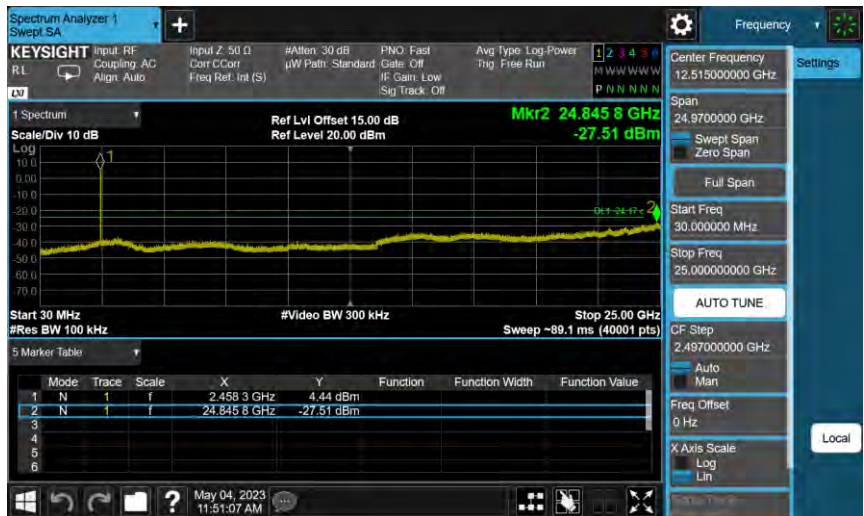 Spectrum Analyzer 1
Swept SA
Frequency
KEYSIGHT
RL
LXI
Input: RF
Coupling: AC
Align: Auto
Input Z: 50 Ω
Corr CCorr
Freq Ref: Int (S)
#Atten: 30 dB
µW Path: Standard
PNO: Fast
Gate: Off
IF Gain: Low
Sig Track: Off
Avg Type: Log-Power
Trig: Free Run
1 2 3 4 5 6
M W W W W W
P N N N N N
1 Spectrum
Scale/Div 10 dB
Ref Lvl Offset 15.00 dB
Ref Level 20.00 dBm
Mkr2 24.845 8 GHz
-27.51 dBm
Log
10.0
0.00
-10.0
-20.0
-30.0
-40.0
-50.0
-60.0
-70.0
1
2
Start 30 MHz
#Res BW 100 kHz
#Video BW 300 kHz
Stop 25.00 GHz
Sweep ~89.1 ms (40001 pts)
5 Marker Table
Mode Trace Scale X Y Function Function Width Function Value
1 N 1 f 2.458 3 GHz 4.44 dBm
2 N 1 f 24.845 8 GHz -27.51 dBm
3
4
5
6
May 04, 2023
11:51:07 AM
Center Frequency
12.515000000 GHz
Span
24.9700000 GHz
Swept Span
Zero Span
Full Span
Start Freq
30.000000 MHz
Stop Freq
25.000000000 GHz
AUTO TUNE
CF Step
2.497000000 GHz
Auto
Man
Freq Offset
0 Hz
X Axis Scale
Log
Lin
Settings
Local